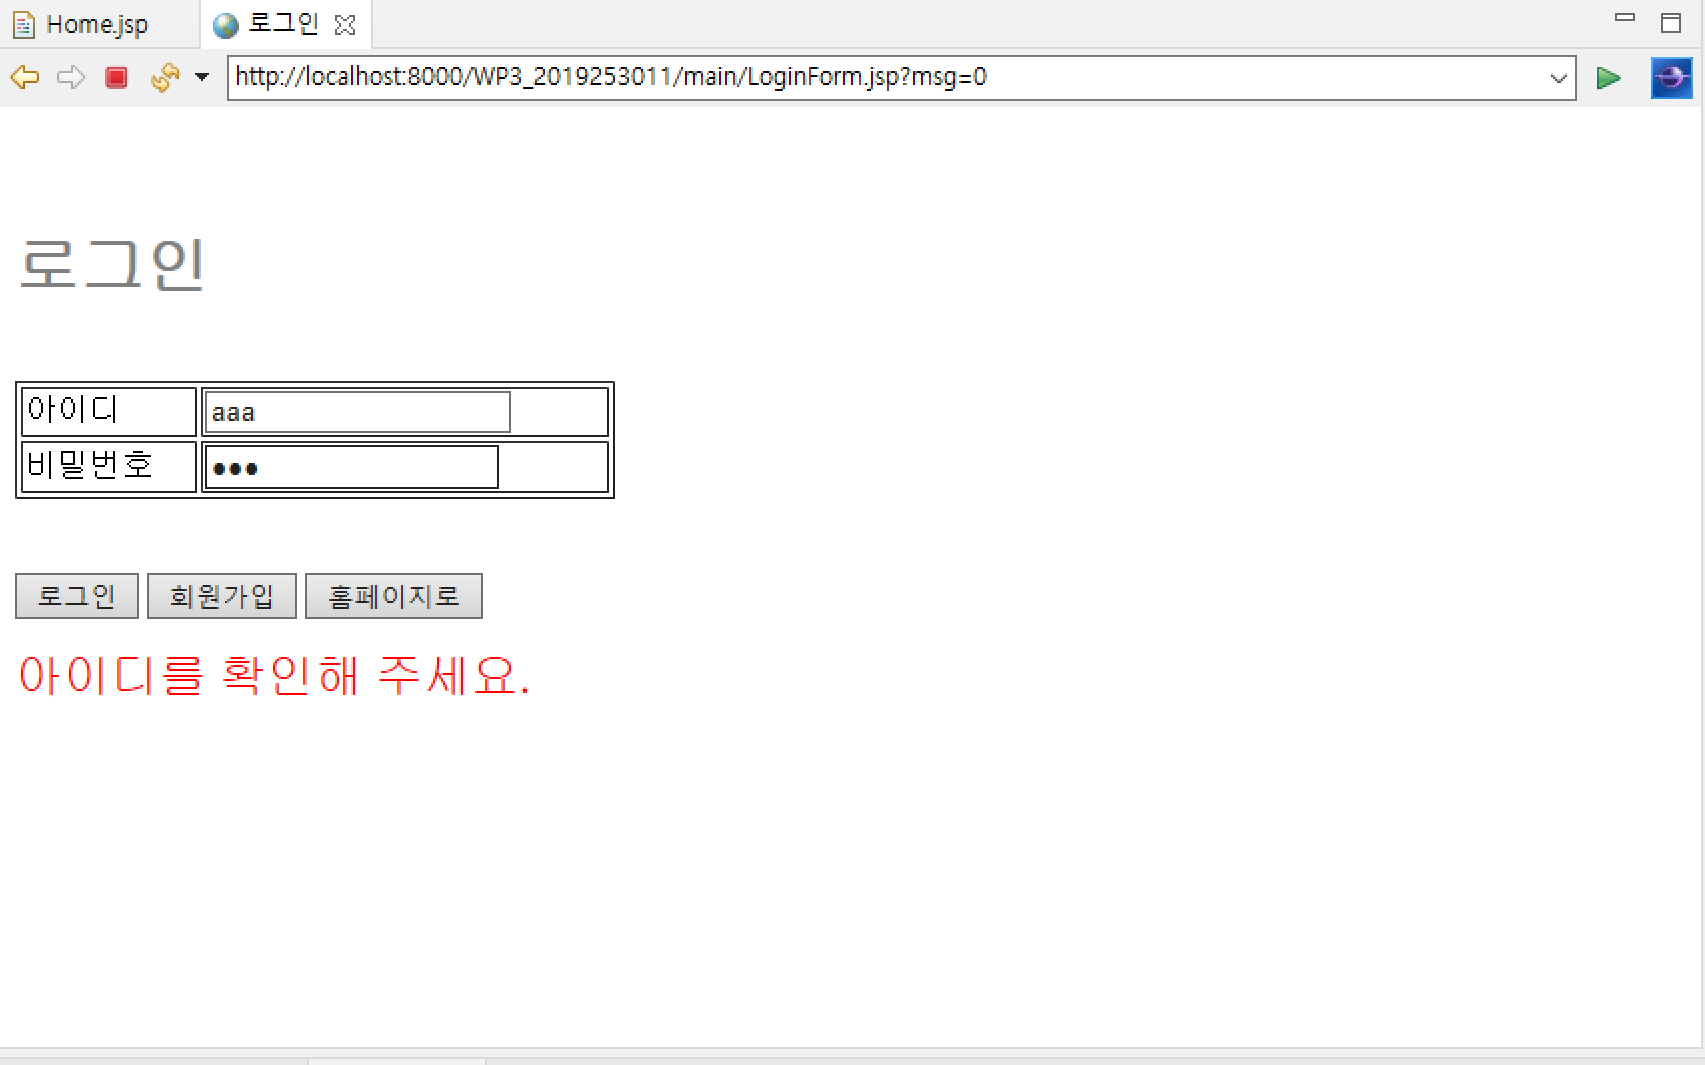 Home.jsp 로그인
http://localhost:8000/WP3_2019253011/main/LoginForm.jsp?msg=0
로그인
아이디 aaa
비밀번호 •••
로그인 회원가입 홈페이지로
아이디를 확인해 주세요.